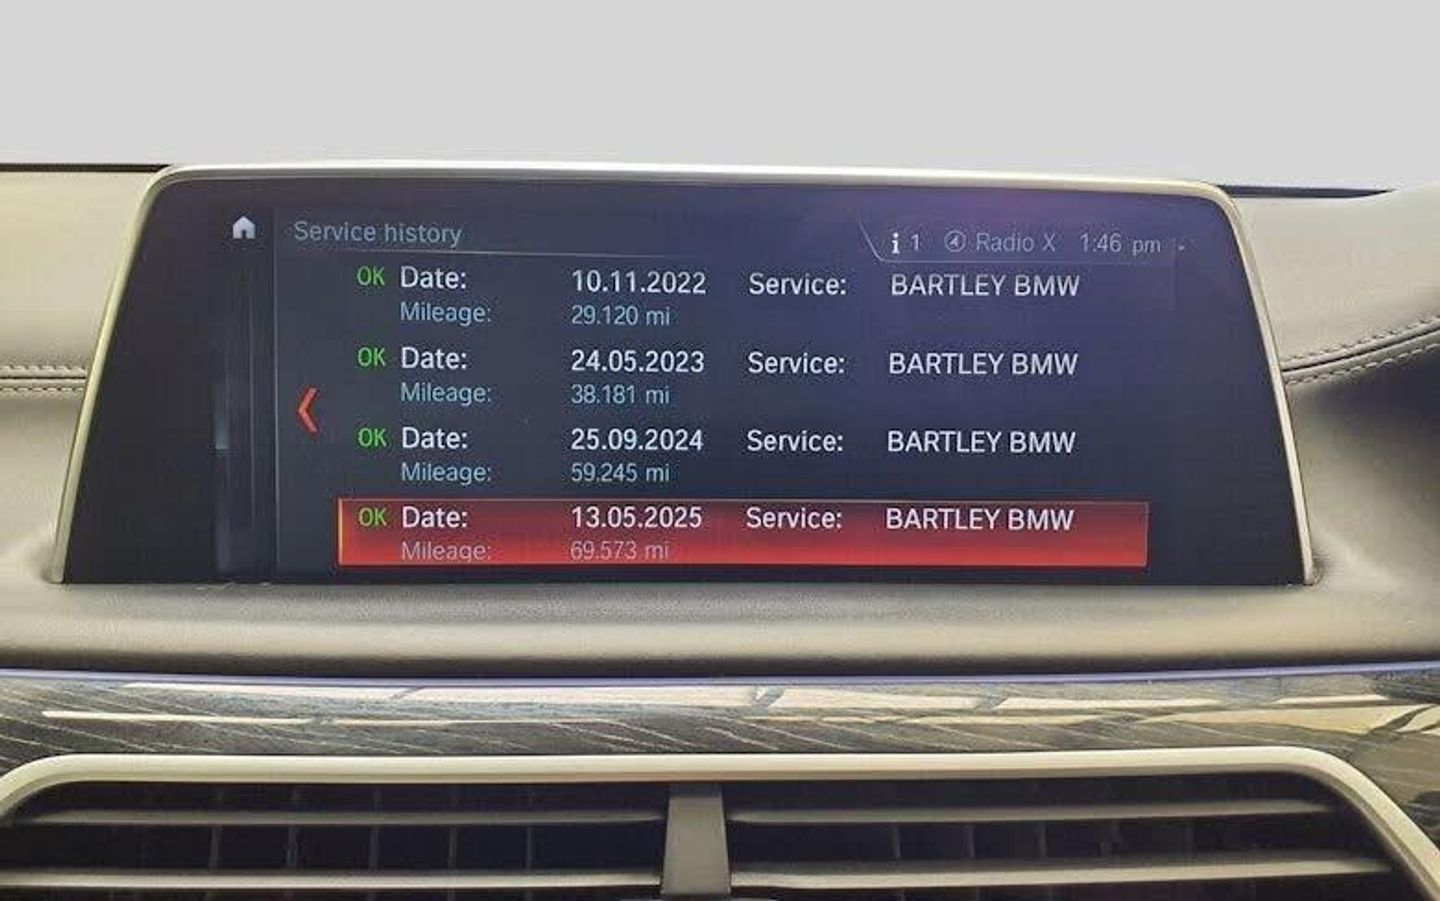 Service history
i 1 Radio X 1:46 pm
OK Date: 10.11.2022 Service: BARTLEY BMW
Mileage: 29.120 mi
OK Date: 24.05.2023 Service: BARTLEY BMW
Mileage: 38.181 mi
OK Date: 25.09.2024 Service: BARTLEY BMW
Mileage: 59.245 mi
OK Date: 13.05.2025 Service: BARTLEY BMW
Mileage: 69.573 mi